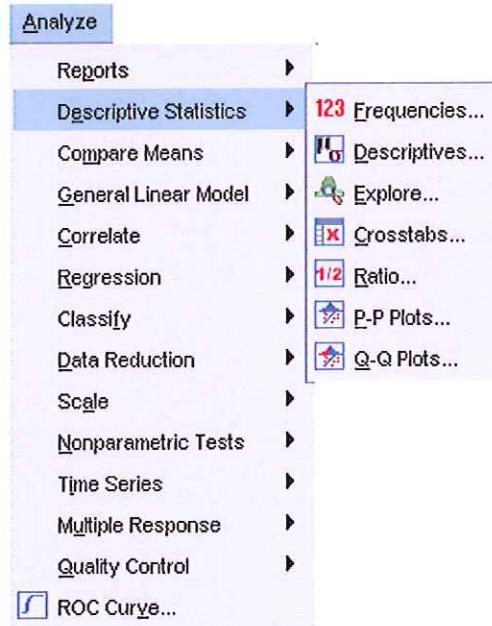 Analyze
Reports
Descriptive Statistics
Compare Means
General Linear Model
Correlate
Regression
Classify
Data Reduction
Scale
Nonparametric Tests
Time Series
Multiple Response
Quality Control
ROC Curve...
123 Frequencies...
μσ Descriptives...
Explore...
X Crosstabs...
1/2 Ratio...
P-P Plots...
Q-Q Plots...